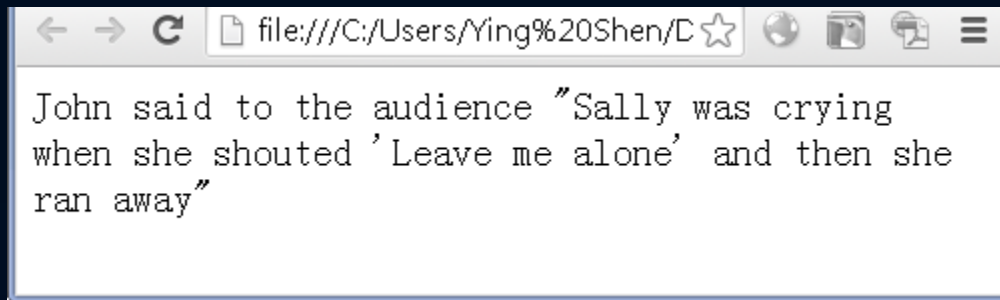 file:///C:/Users/Ying%20Shen/D
John said to the audience "Sally was crying
when she shouted 'Leave me alone' and then she
ran away"